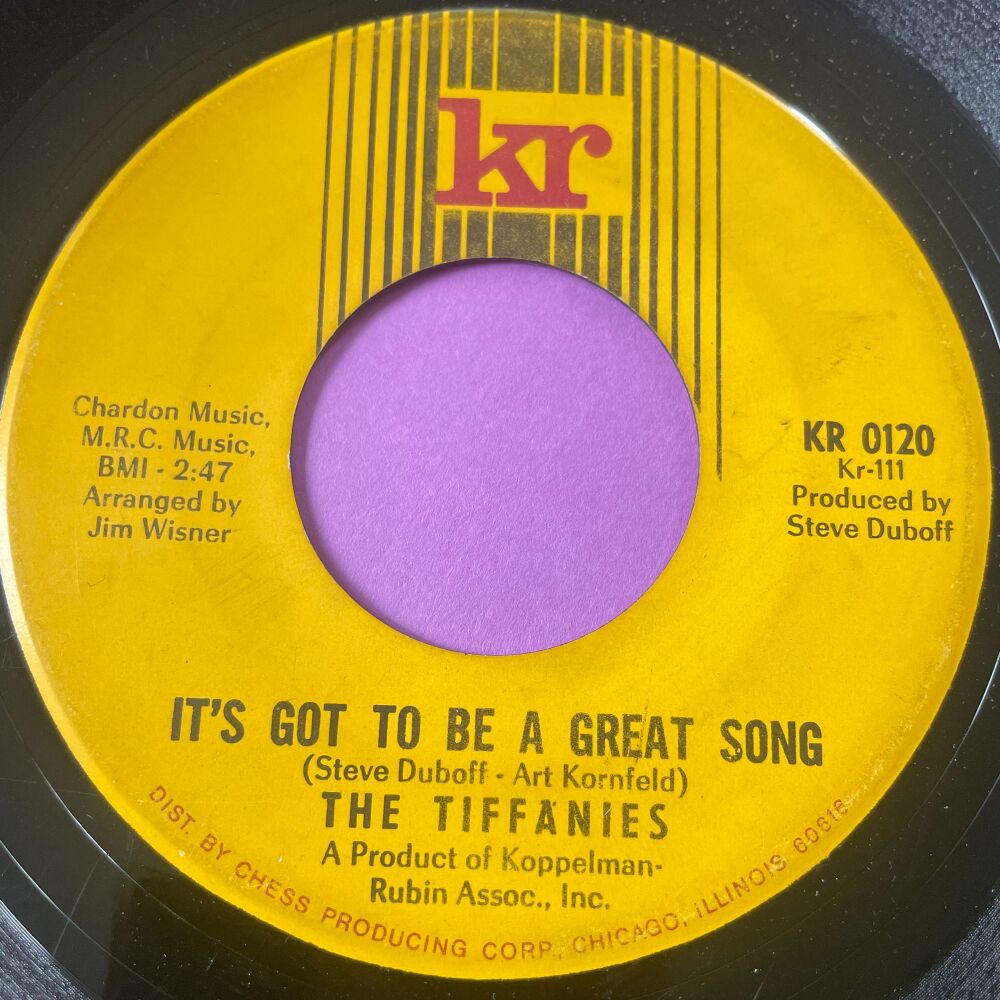 kr
Chardon Music,
M.R.C. Music,
BMI - 2:47
Arranged by
Jim Wisner
KR 0120
Kr-111
Produced by
Steve Duboff
IT'S GOT TO BE A GREAT SONG
(Steve Duboff - Art Kornfeld)
THE TIFFANIES
A Product of Koppelman-
Rubin Assoc., Inc.
DIST. BY CHESS PRODUCING CORP., CHICAGO, ILLINOIS 60616